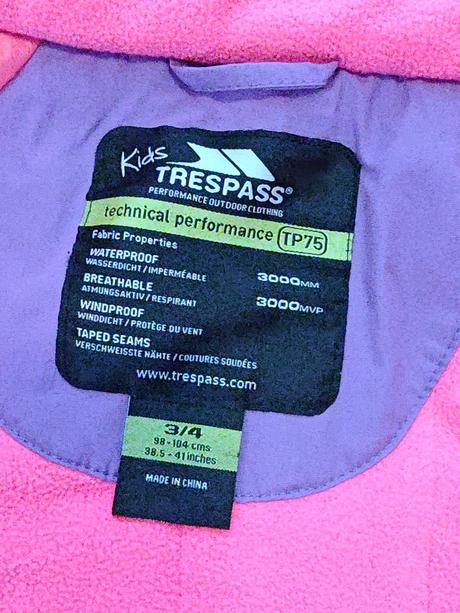 Kids
TRESPASS®
PERFORMANCE OUTDOOR CLOTHING
technical performance TP75
Fabric Properties
WATERPROOF
WASSERDICHT / IMPERMÉABLE 3000MM
BREATHABLE
ATMUNGSAKTIV / RESPIRANT 3000MVP
WINDPROOF
WINDDICHT / PROTÈGE DU VENT
TAPED SEAMS
VERSCHWEISSTE NÄHTE / COUTURES SOUDÉES
www.trespass.com
3/4
98 - 104 cms
38.5 - 41 inches
MADE IN CHINA